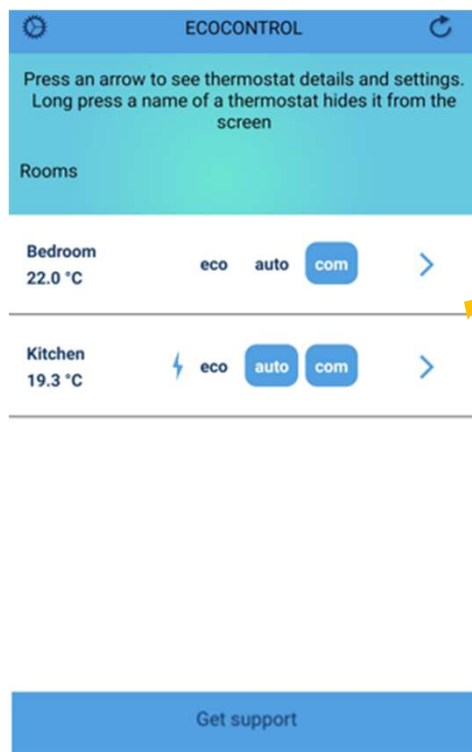 ECOCONTROL
Press an arrow to see thermostat details and settings.
Long press a name of a thermostat hides it from the
screen
Rooms
Bedroom
22.0 °C
eco auto com
Kitchen
19.3 °C
eco auto com
Get support